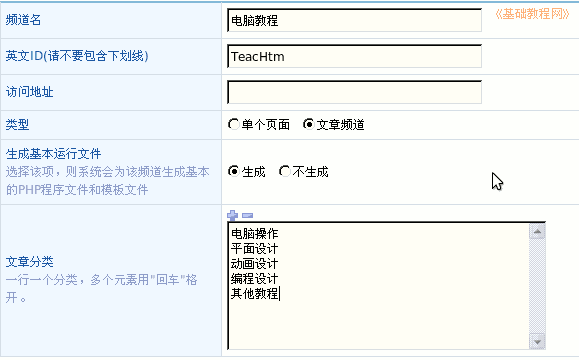 《基础教程网》
频道名
电脑教程
英文ID(请不要包含下划线)
TeacHtm
访问地址
类型
单个页面 文章频道
生成基本运行文件
选择该项，则系统会为该频道生成基本
的PHP程序文件和模板文件
生成 不生成
文章分类
一行一个分类，多个元素用"回车"格
开。
电脑操作
平面设计
动画设计
编程设计
其他教程